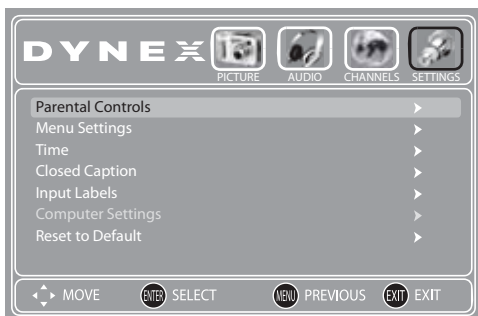 DYNEX
PICTURE AUDIO CHANNELS SETTINGS
Parental Controls
Menu Settings
Time
Closed Caption
Input Labels
Computer Settings
Reset to Default
MOVE ENTER SELECT MENU PREVIOUS EXIT EXIT